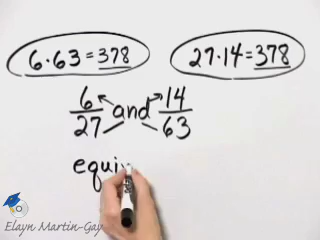 6·63=378 27·14=378
6/27 and 14/63
equi
Elayn Martin-Gay